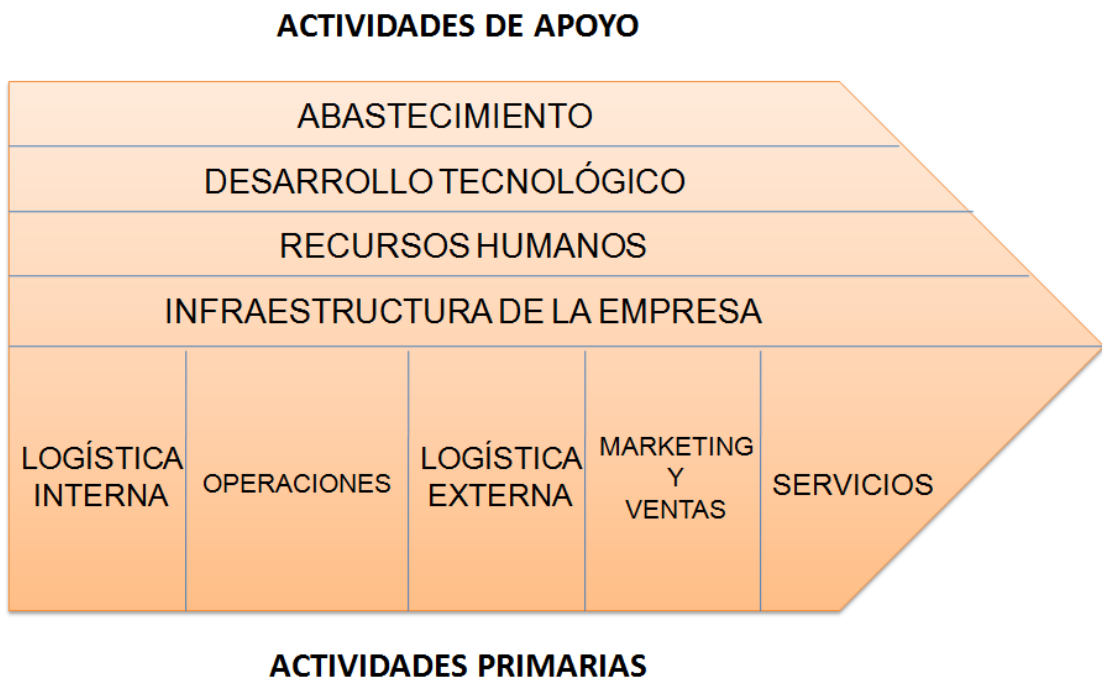 ACTIVIDADES DE APOYO
ABASTECIMIENTO
DESARROLLO TECNOLÓGICO
RECURSOS HUMANOS
INFRAESTRUCTURA DE LA EMPRESA
LOGÍSTICA
INTERNA
OPERACIONES
LOGÍSTICA
EXTERNA
MARKETING
Y
VENTAS
SERVICIOS
ACTIVIDADES PRIMARIAS